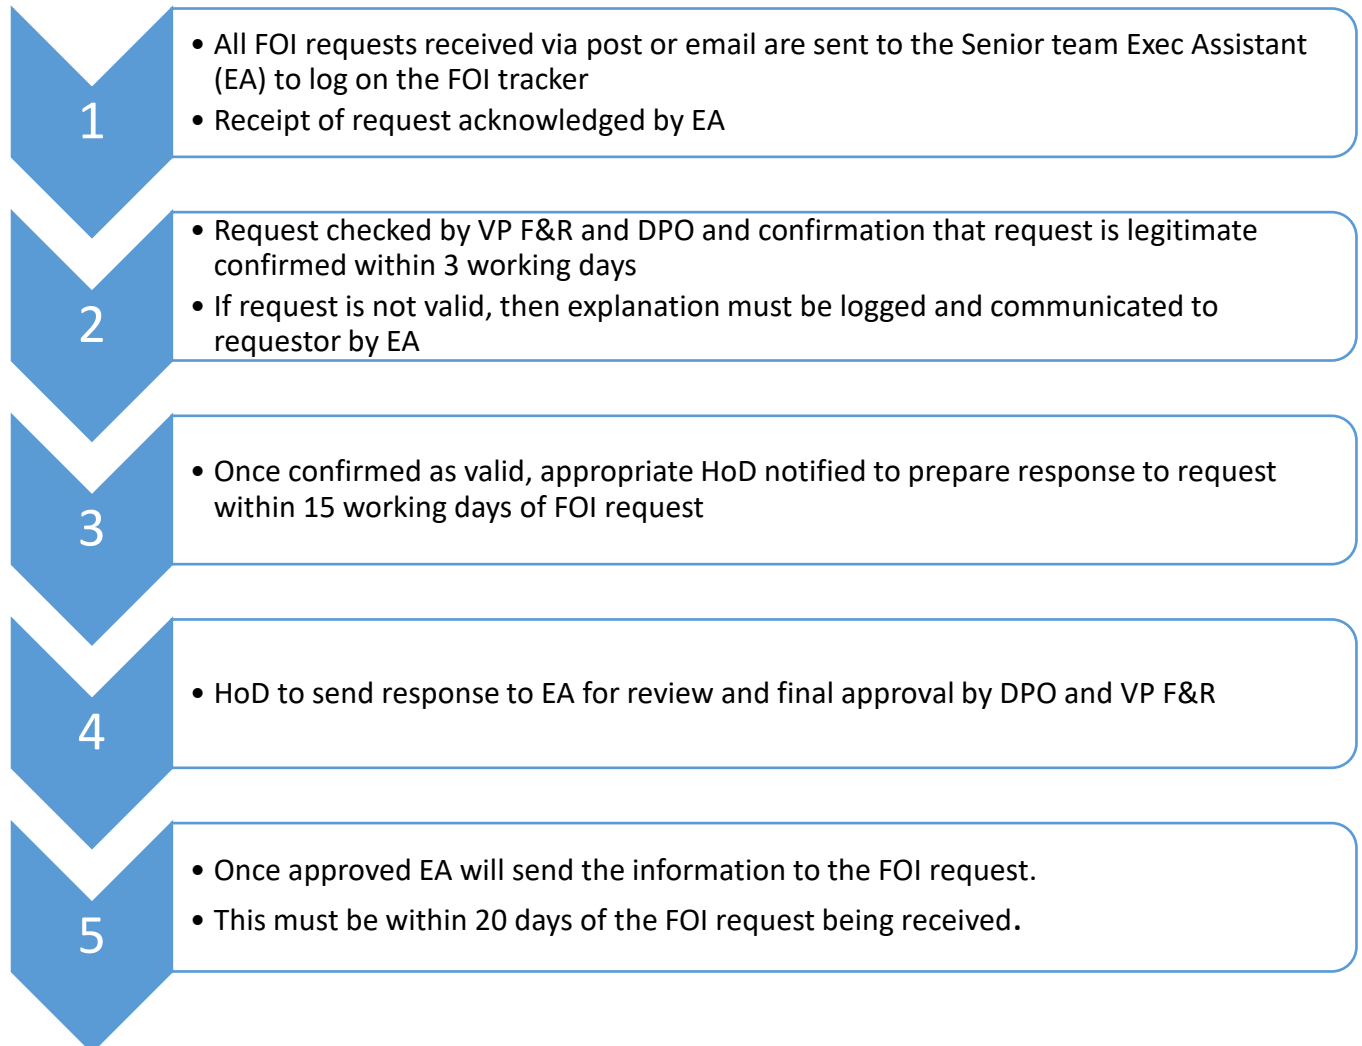 1
• All FOI requests received via post or email are sent to the Senior team Exec Assistant
(EA) to log on the FOI tracker
• Receipt of request acknowledged by EA
2
• Request checked by VP F&R and DPO and confirmation that request is legitimate
confirmed within 3 working days
• If request is not valid, then explanation must be logged and communicated to
requestor by EA
3
• Once confirmed as valid, appropriate HoD notified to prepare response to request
within 15 working days of FOI request
4
• HoD to send response to EA for review and final approval by DPO and VP F&R
5
• Once approved EA will send the information to the FOI request.
• This must be within 20 days of the FOI request being received.